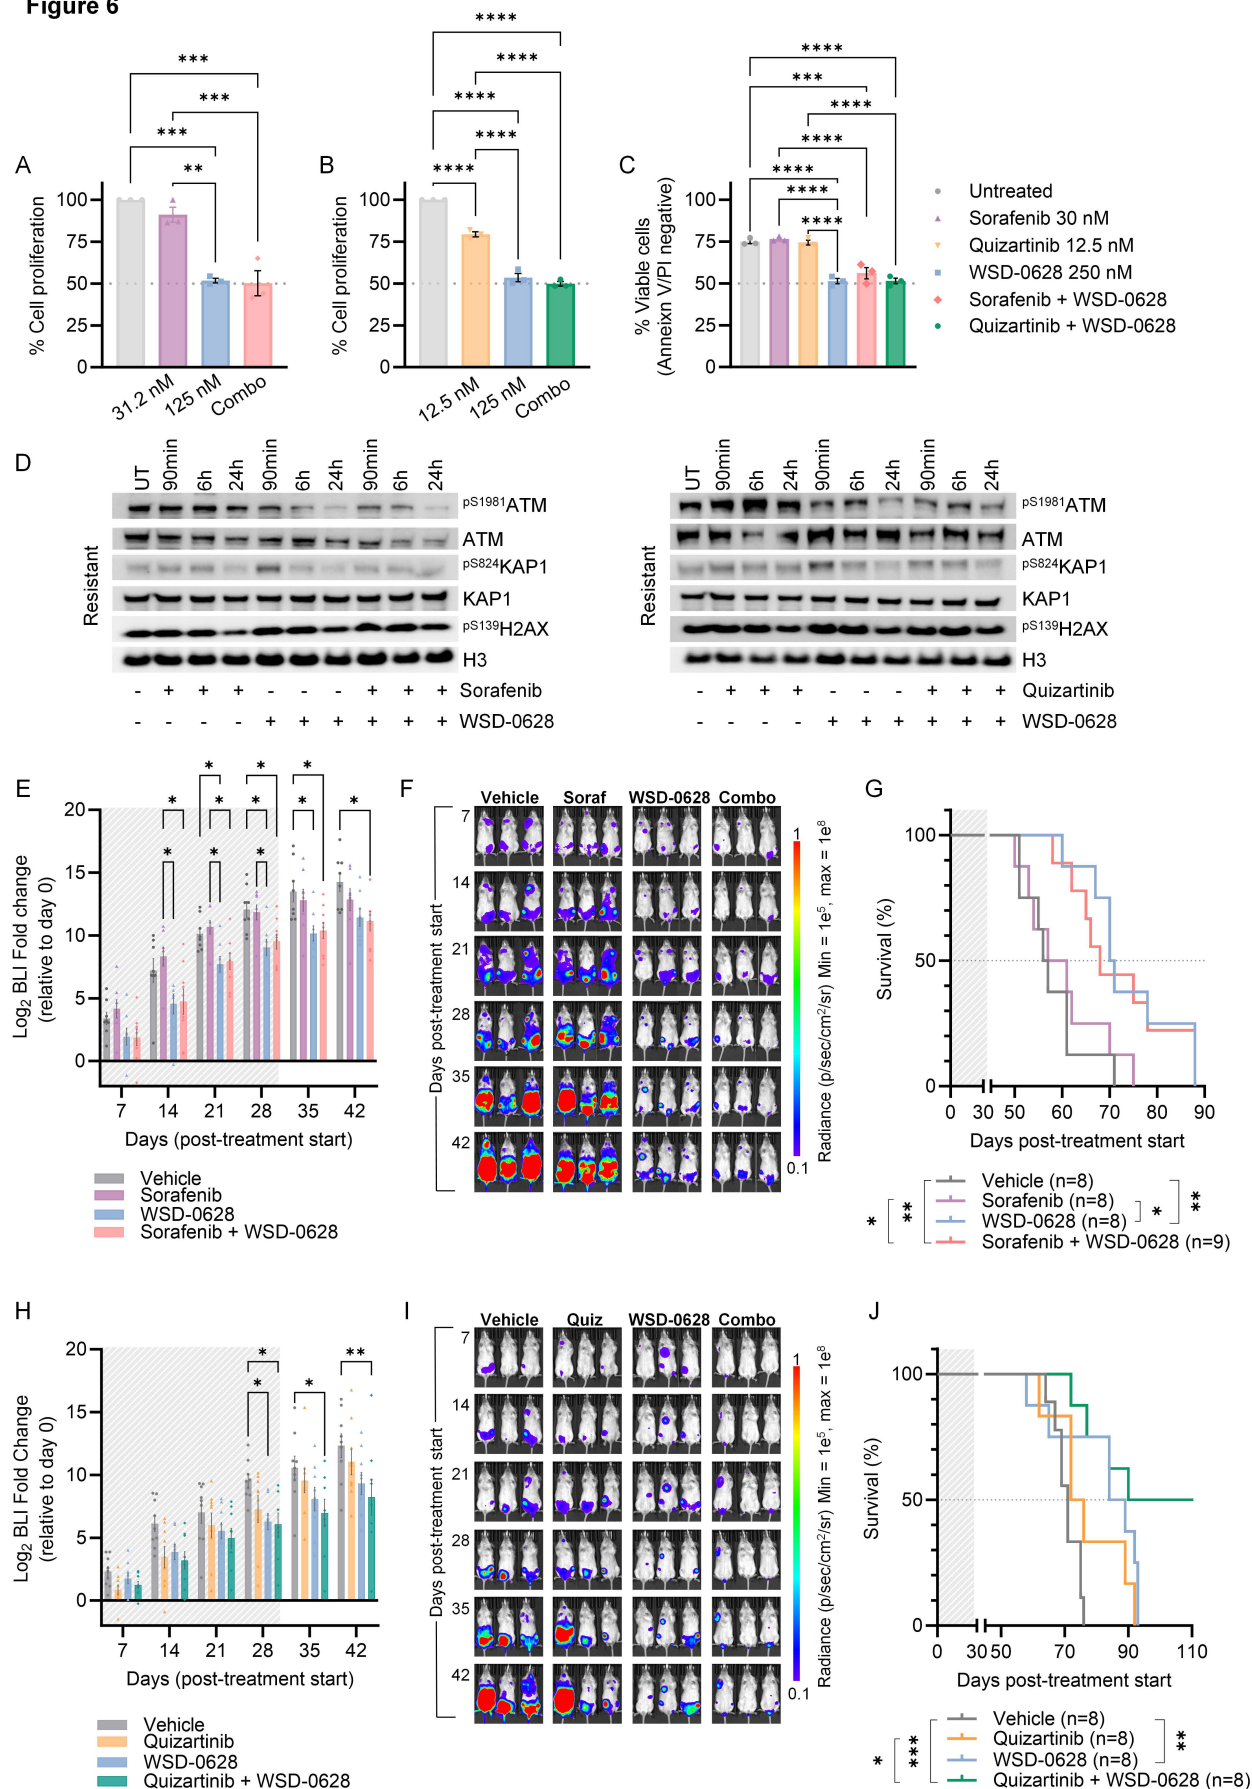 Figure 6
A
% Cell proliferation
100
75
50
25
0
31.2 nM
125 nM
Combo
***
***
***
**
B
% Cell proliferation
100
75
50
25
0
12.5 nM
125 nM
Combo
****
****
****
****
****
C
% Viable cells
(Anneixn V/PI negative)
100
75
50
25
0
****
***
****
****
****
****
****
Untreated
Sorafenib 30 nM
Quizartinib 12.5 nM
WSD-0628 250 nM
Sorafenib + WSD-0628
Quizartinib + WSD-0628
D
Resistant
UT 90min 6h 24h 90min 6h 24h 90min 6h 24h
pS1981ATM
ATM
pS824KAP1
KAP1
pS139H2AX
H3
- + + + - - - + + + Sorafenib
- - - - + + + + + + WSD-0628
Resistant
UT 90min 6h 24h 90min 6h 24h 90min 6h 24h
pS1981ATM
ATM
pS824KAP1
KAP1
pS139H2AX
H3
- + + + - - - + + + Quizartinib
- - - - + + + + + + WSD-0628
E
Log2 BLI Fold change
(relative to day 0)
20
15
10
5
0
* * * *
* * * *
* *
7 14 21 28 35 42
Days (post-treatment start)
Vehicle
Sorafenib
WSD-0628
Sorafenib + WSD-0628
F
Vehicle Soraf WSD-0628 Combo
Days post-treatment start
7
14
21
28
35
42
1
0.1
Radiance (p/sec/cm2/sr) Min = 1e5, max = 1e8
G
Survival (%)
100
50
0
0 30 50 60 70 80 90
Days post-treatment start
Vehicle (n=8)
Sorafenib (n=8)
WSD-0628 (n=8)
Sorafenib + WSD-0628 (n=9)
* ** * **
H
Log2 BLI Fold Change
(relative to day 0)
20
15
10
5
0
* **
* *
7 14 21 28 35 42
Days (post-treatment start)
Vehicle
Quizartinib
WSD-0628
Quizartinib + WSD-0628
I
Vehicle Quiz WSD-0628 Combo
Days post-treatment start
7
14
21
28
35
42
1
0.1
Radiance (p/sec/cm2/sr) Min = 1e5, max = 1e8
J
Survival (%)
100
50
0
0 30 50 70 90 110
Days post-treatment start
Vehicle (n=8)
Quizartinib (n=8)
WSD-0628 (n=8)
Quizartinib + WSD-0628 (n=8)
* *** **